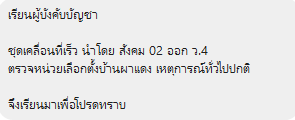 เรียนผู้บังคับบัญชา
ชุดเคลื่อนที่เร็ว นำโดย สังคม 02 ออก ว.4
ตรวจหน่วยเลือกตั้งบ้านผาแดง เหตุการณ์ทั่วไปปกติ
จึงเรียนมาเพื่อโปรดทราบ